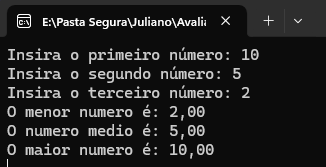 E:\Pasta Segura\Juliano\Avalia
Insira o primeiro número: 10
Insira o segundo número: 5
Insira o terceiro número: 2
O menor numero é: 2,00
O numero medio é: 5,00
O maior numero é: 10,00